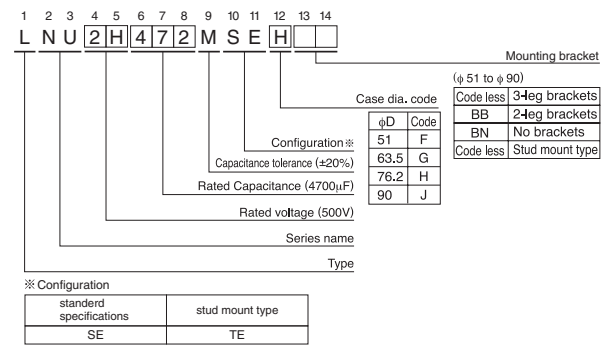 1 2 3 4 5 6 7 8 9 10 11 12 13 14
L N U 2 H 4 7 2 M S E H
Mounting bracket
(φ 51 to φ 90)
Code less 3-leg brackets
BB 2-leg brackets
BN No brackets
Code less Stud mount type
Case dia. code
φD Code
51 F
63.5 G
76.2 H
90 J
Configuration※
Capacitance tolerance (±20%)
Rated Capacitance (4700μF)
Rated voltage (500V)
Series name
Type
※ Configuration
standerd specifications stud mount type
SE TE